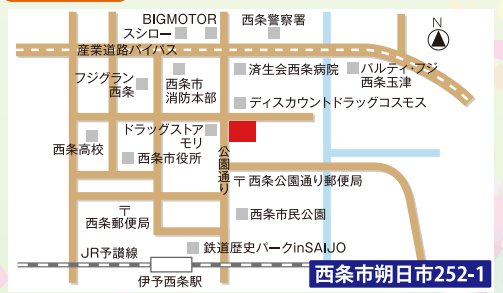 BIGMOTOR
スシロー
西条警察署
N
産業道路バイパス
フジグラン
西条
西条市
消防本部
済生会西条病院
パルティ・フジ
西条玉津
ディスカウントドラッグコスモス
ドラッグストア
モリ
西条高校
西条市役所
公園通り
〒西条公園通り郵便局
〒
西条郵便局
西条市民公園
鉄道歴史パークinSAIJO
JR予讃線
伊予西条駅
西条市朔日市252-1